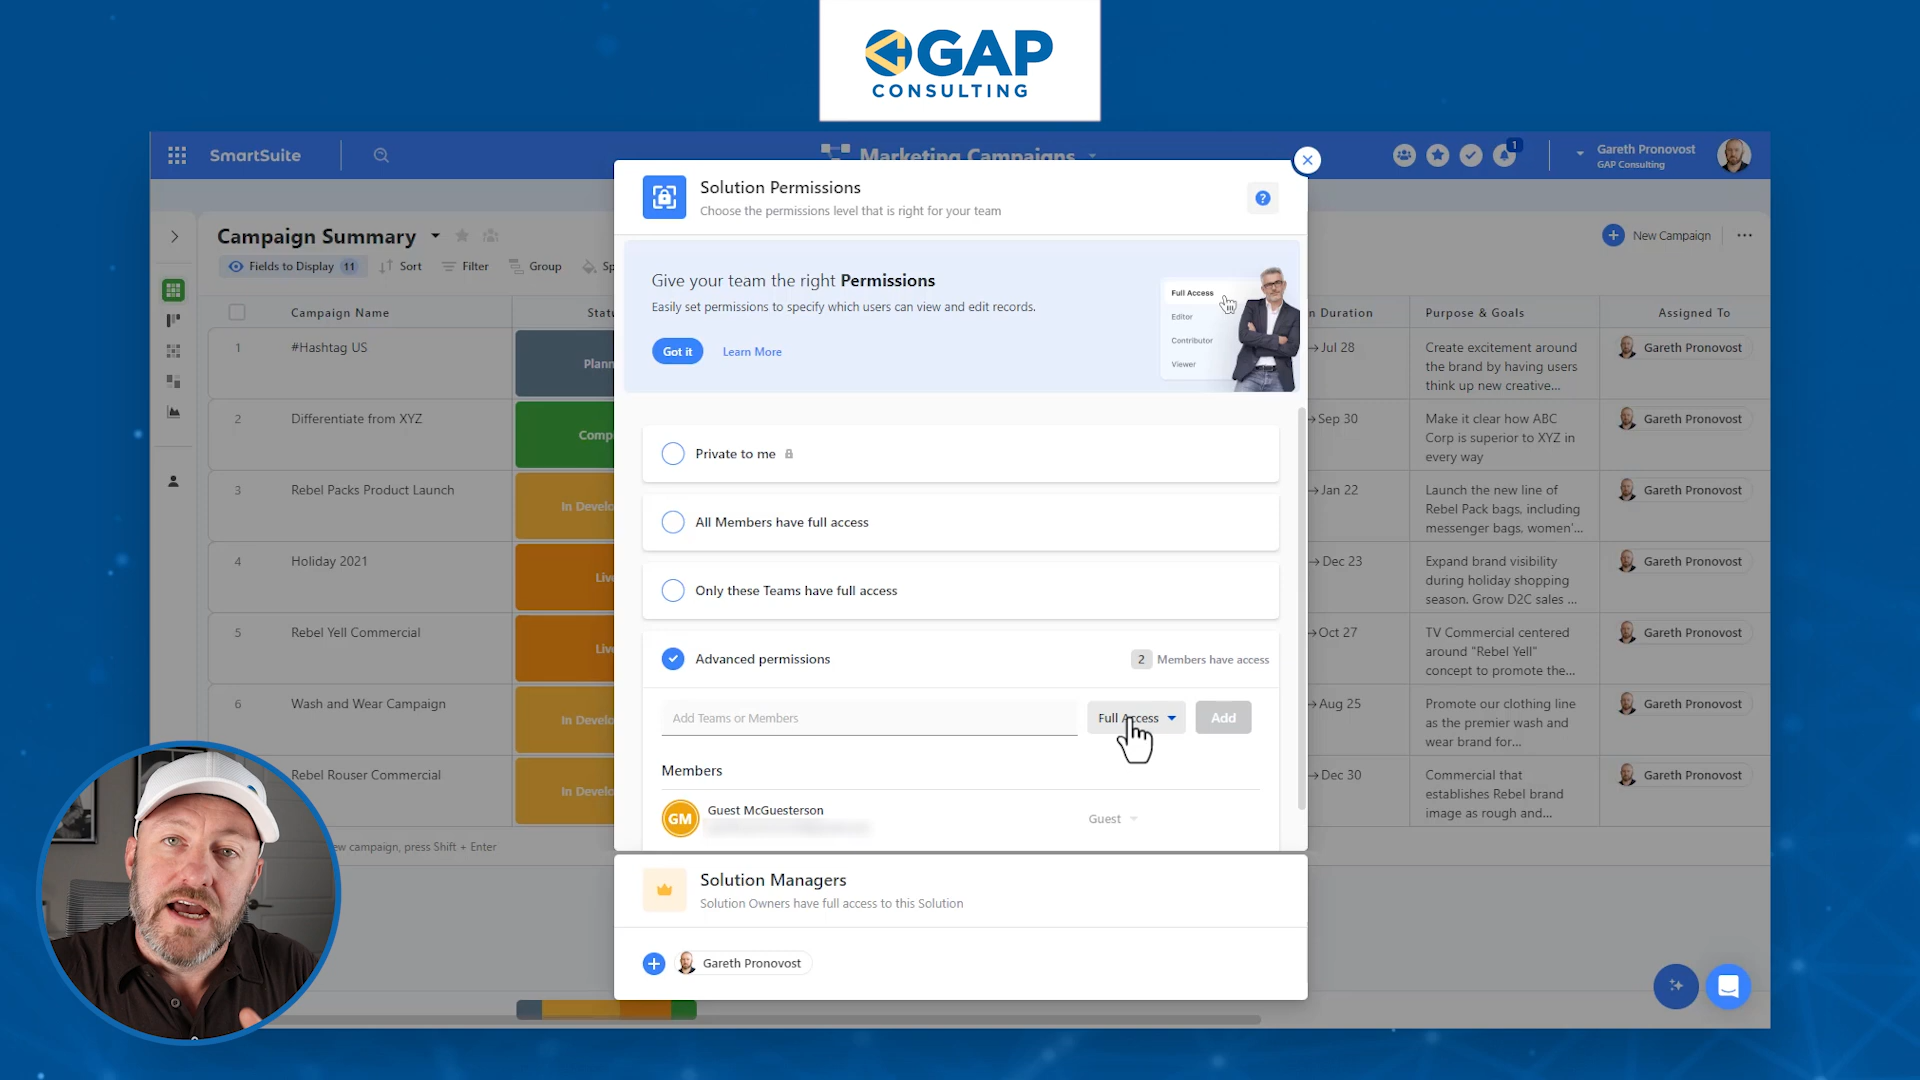 GAP
CONSULTING
SmartSuite
Marketing Campaigns
1
Gareth Pronovost
GAP Consulting
Campaign Summary
New Campaign
Fields to Display 11
Sort
Filter
Group
Campaign Name
Purpose & Goals
Assigned To
Duration
1
#Hashtag US
Jul 28
Create excitement around
the brand by having users
think up new creative...
Gareth Pronovost
2
Differentiate from XYZ
Sep 30
Make it clear how ABC
Corp is superior to XYZ in
every way
Gareth Pronovost
3
Rebel Packs Product Launch
Jan 22
Launch the new line of
Rebel Pack bags, including
messenger bags, women'...
Gareth Pronovost
4
Holiday 2021
Dec 23
Expand brand visibility
during holiday shopping
season. Grow D2C sales ...
Gareth Pronovost
5
Rebel Yell Commercial
Oct 27
TV Commercial centered
around "Rebel Yell"
concept to promote the...
Gareth Pronovost
6
Wash and Wear Campaign
Aug 25
Promote our clothing line
as the premier wash and
wear brand for...
Gareth Pronovost
Rebel Rouser Commercial
Dec 30
Commercial that
establishes Rebel brand
image as rough and...
Gareth Pronovost
campaign, press Shift + Enter
Solution Permissions
Choose the permissions level that is right for your team
?
Give your team the right Permissions
Easily set permissions to specify which users can view and edit records.
Got it
Learn More
Full Access
Editor
Contributor
Viewer
Private to me
All Members have full access
Only these Teams have full access
Advanced permissions
2 Members have access
Add Teams or Members
Full Access
Add
Members
GM
Guest McGuesterson
Guest
Solution Managers
Solution Owners have full access to this Solution
Gareth Pronovost